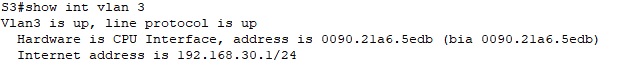 S3#show int vlan 3
Vlan3 is up, line protocol is up
Hardware is CPU Interface, address is 0090.21a6.5edb (bia 0090.21a6.5edb)
Internet address is 192.168.30.1/24